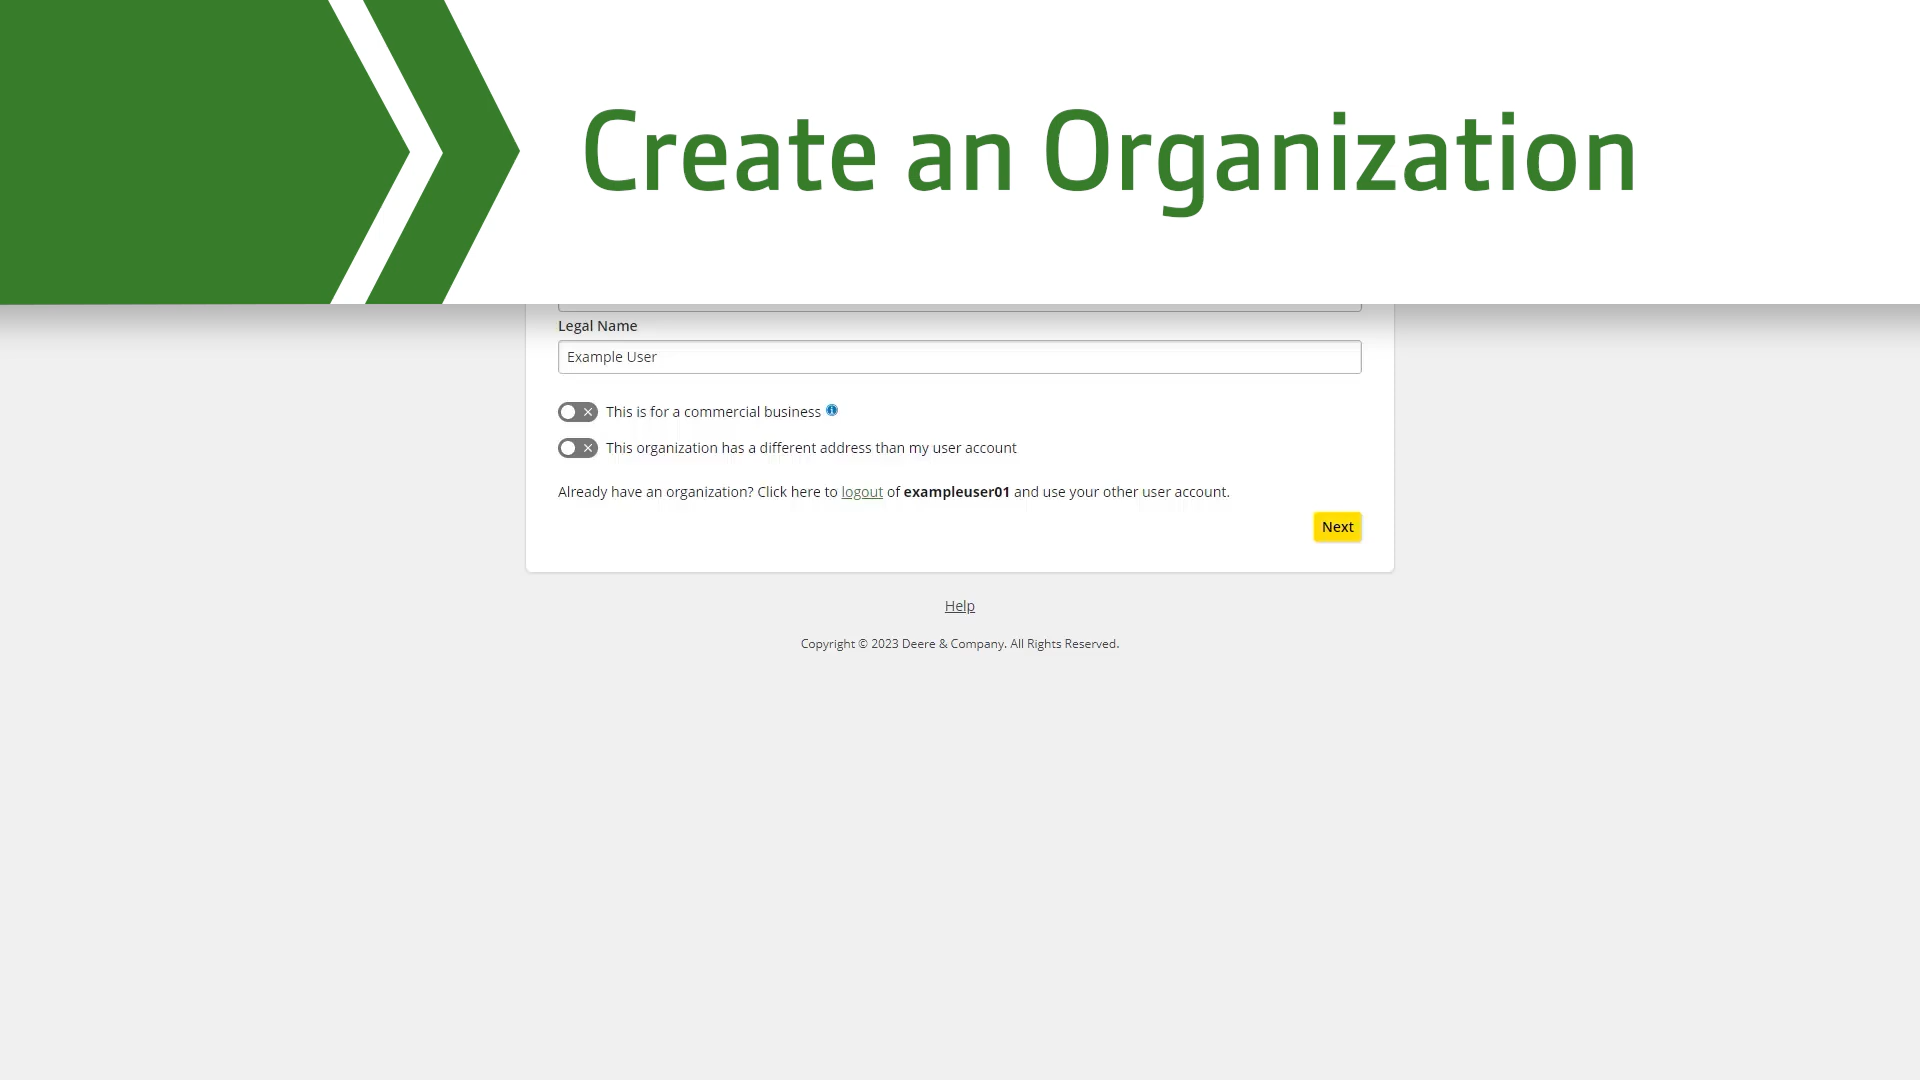 Create an Organization
Legal Name
Example User
This is for a commercial business
This organization has a different address than my user account
Already have an organization? Click here to logout of exampleuser01 and use your other user account.
Next
Help
Copyright © 2023 Deere & Company. All Rights Reserved.